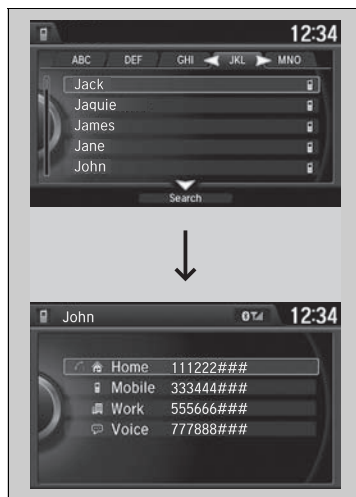 12:34
ABC DEF GHI JKL MNO
Jack
Jaquie
James
Jane
John
Search
John 12:34
Home 111222###
Mobile 333444###
Work 555666###
Voice 777888###